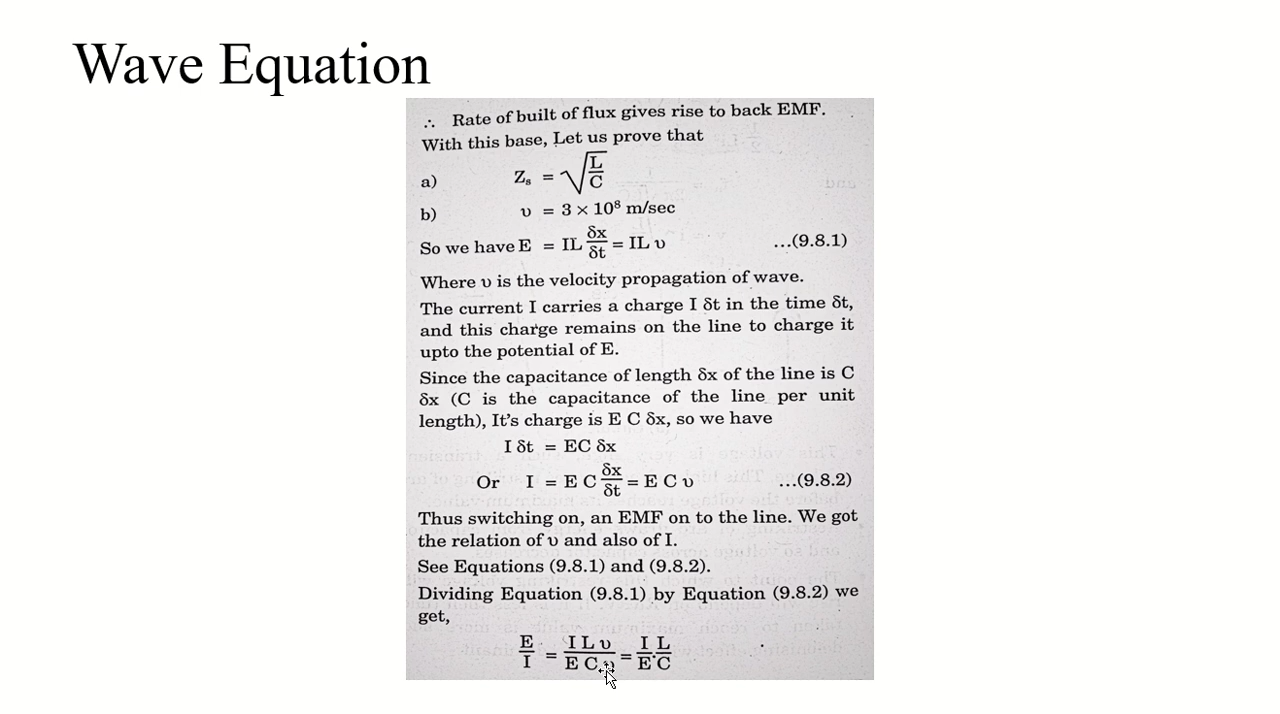 Wave Equation
∴ Rate of built of flux gives rise to back EMF.
With this base, Let us prove that
a) Zs = √(L/C)
b) υ = 3 × 10⁸ m/sec
So we have E = IL δx/δt = IL υ ...(9.8.1)
Where υ is the velocity propagation of wave.
The current I carries a charge I δt in the time δt,
and this charge remains on the line to charge it
upto the potential of E.
Since the capacitance of length δx of the line is C
δx (C is the capacitance of the line per unit
length), It's charge is E C δx, so we have
I δt = EC δx
Or I = E C δx/δt = E C υ ...(9.8.2)
Thus switching on, an EMF on to the line. We got
the relation of υ and also of I.
See Equations (9.8.1) and (9.8.2).
Dividing Equation (9.8.1) by Equation (9.8.2) we
get,
E/I = I L υ/E C υ = I/E · L/C